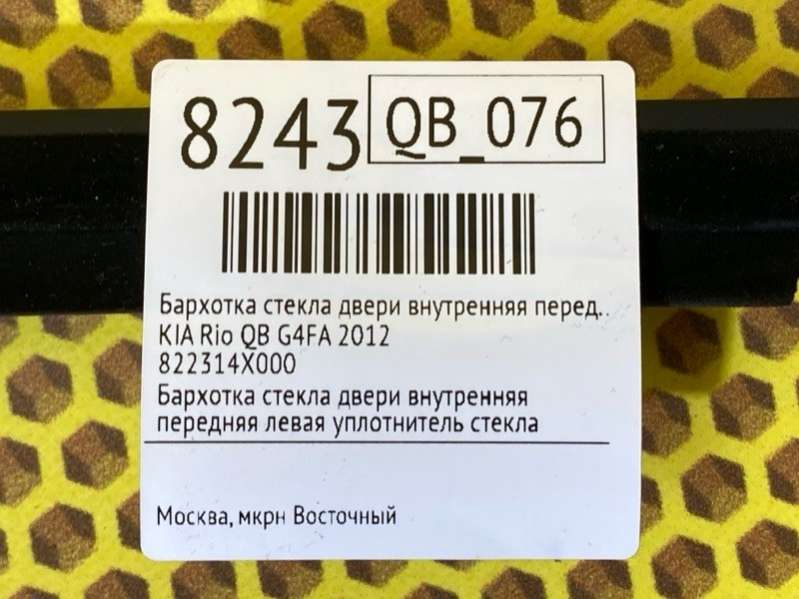 8243 QB_076
Бархотка стекла двери внутренняя перед..
KIA Rio QB G4FA 2012
822314X000
Бархотка стекла двери внутренняя
передняя левая уплотнитель стекла
Москва, мкрн Восточный